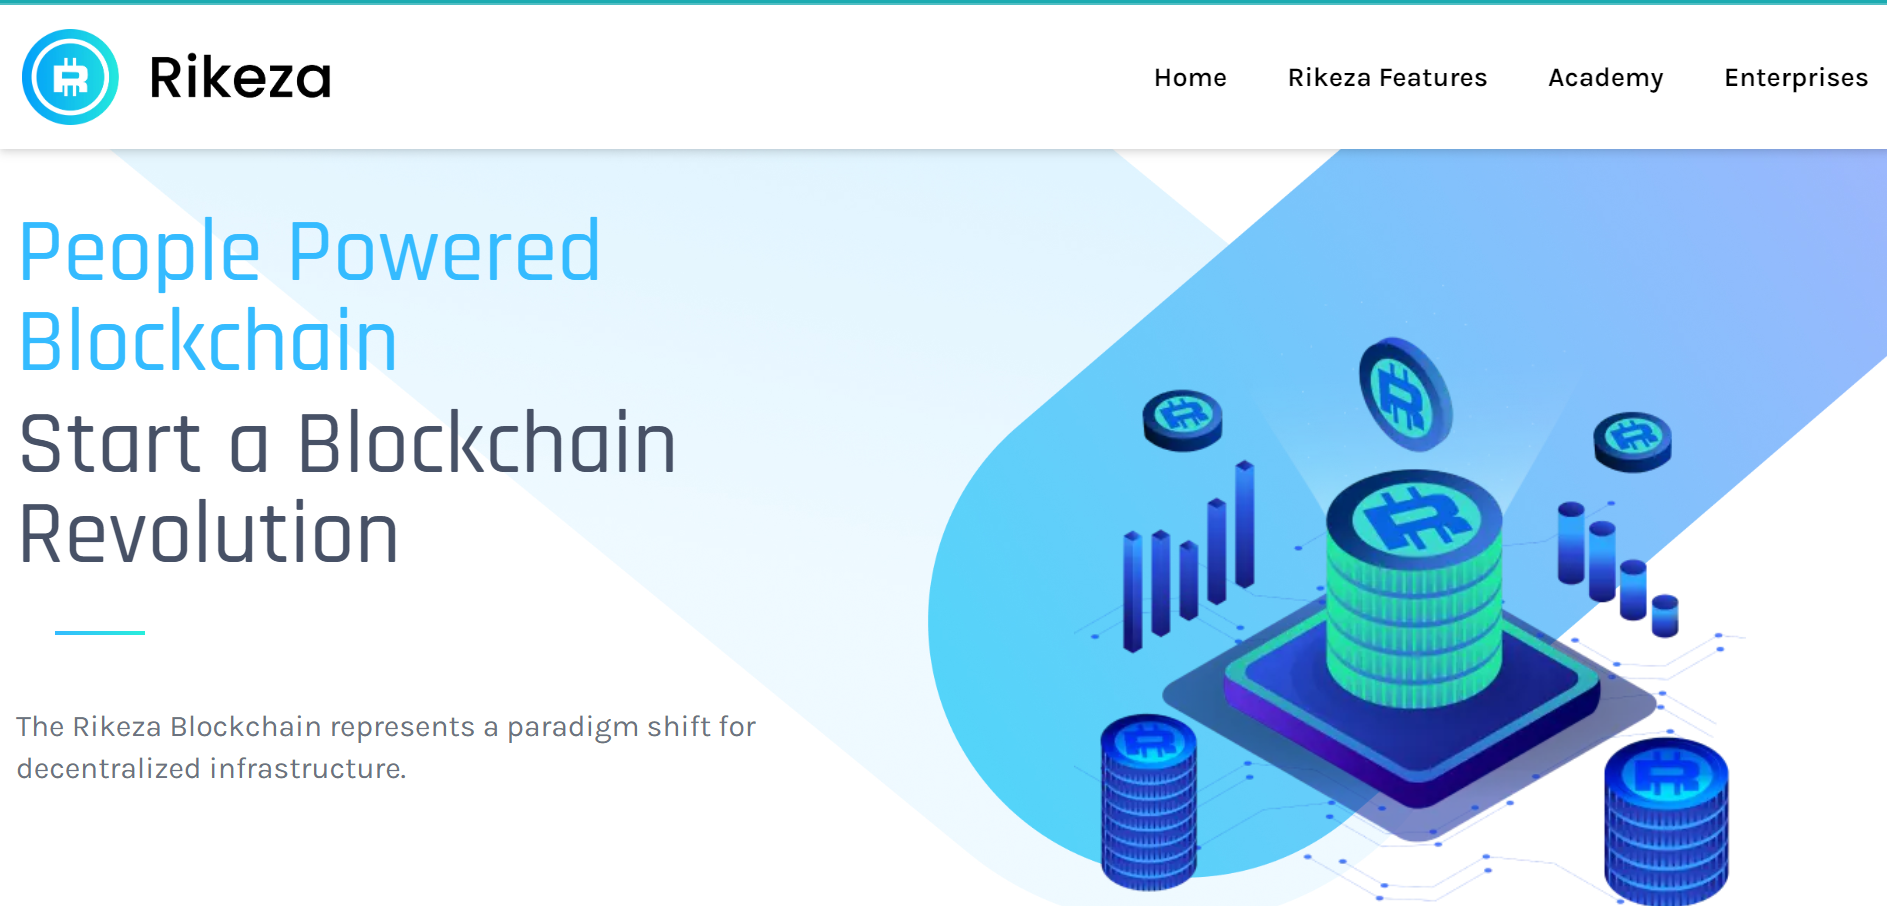 Rikeza
Home
Rikeza Features
Academy
Enterprises
People Powered
Blockchain
Start a Blockchain
Revolution
The Rikeza Blockchain represents a paradigm shift for
decentralized infrastructure.